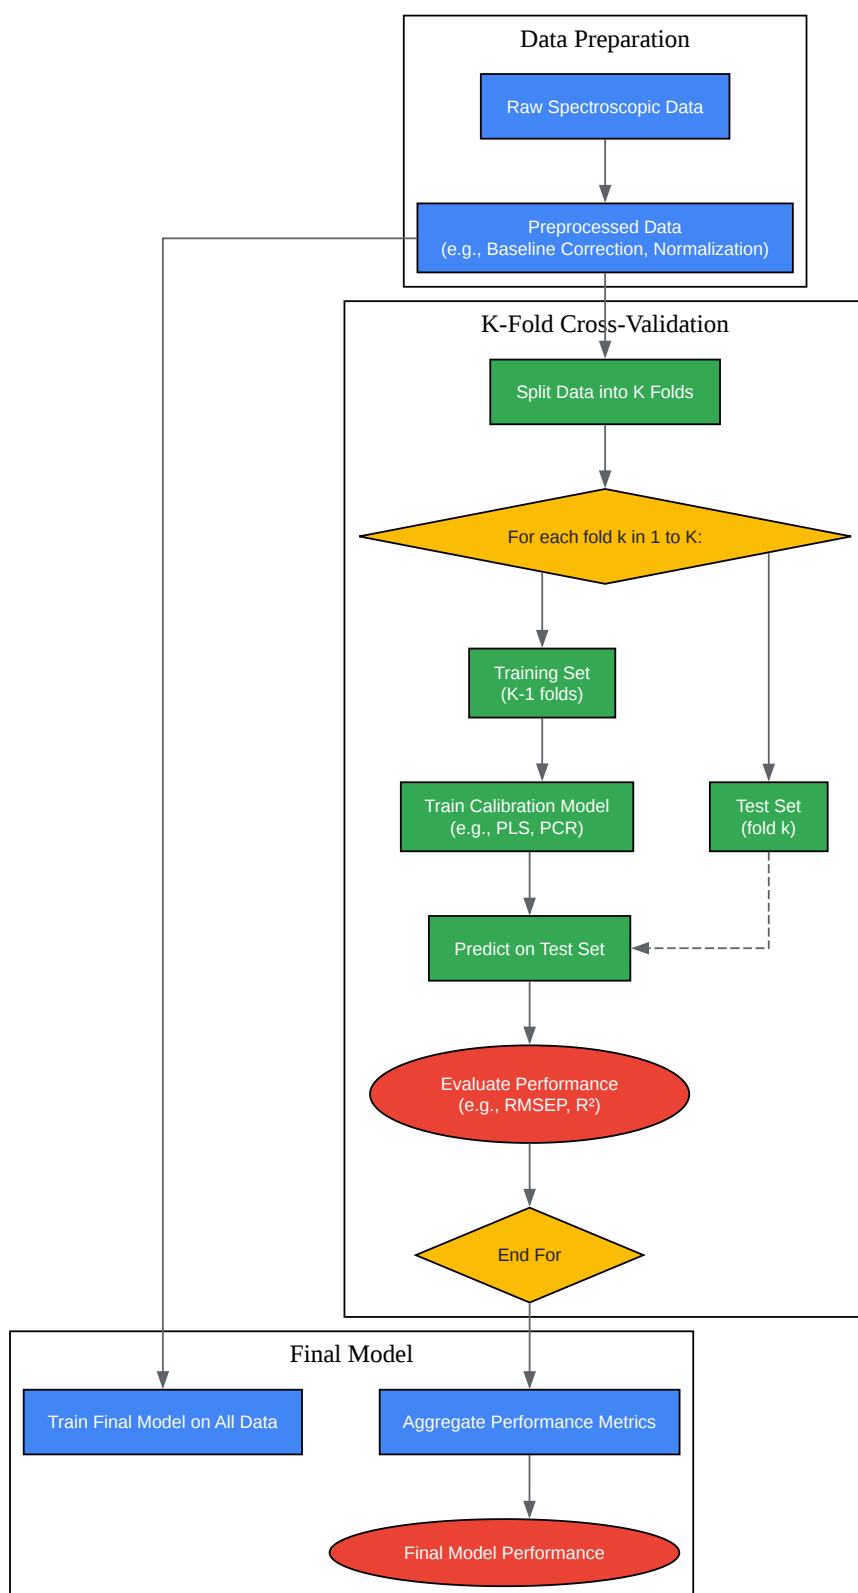 Data Preparation
Raw Spectroscopic Data
Preprocessed Data
(e.g., Baseline Correction, Normalization)
K-Fold Cross-Validation
Split Data into K Folds
For each fold k in 1 to K:
Training Set
(K-1 folds)
Train Calibration Model
(e.g., PLS, PCR)
Test Set
(fold k)
Predict on Test Set
Evaluate Performance
(e.g., RMSEP, R²)
End For
Final Model
Train Final Model on All Data
Aggregate Performance Metrics
Final Model Performance